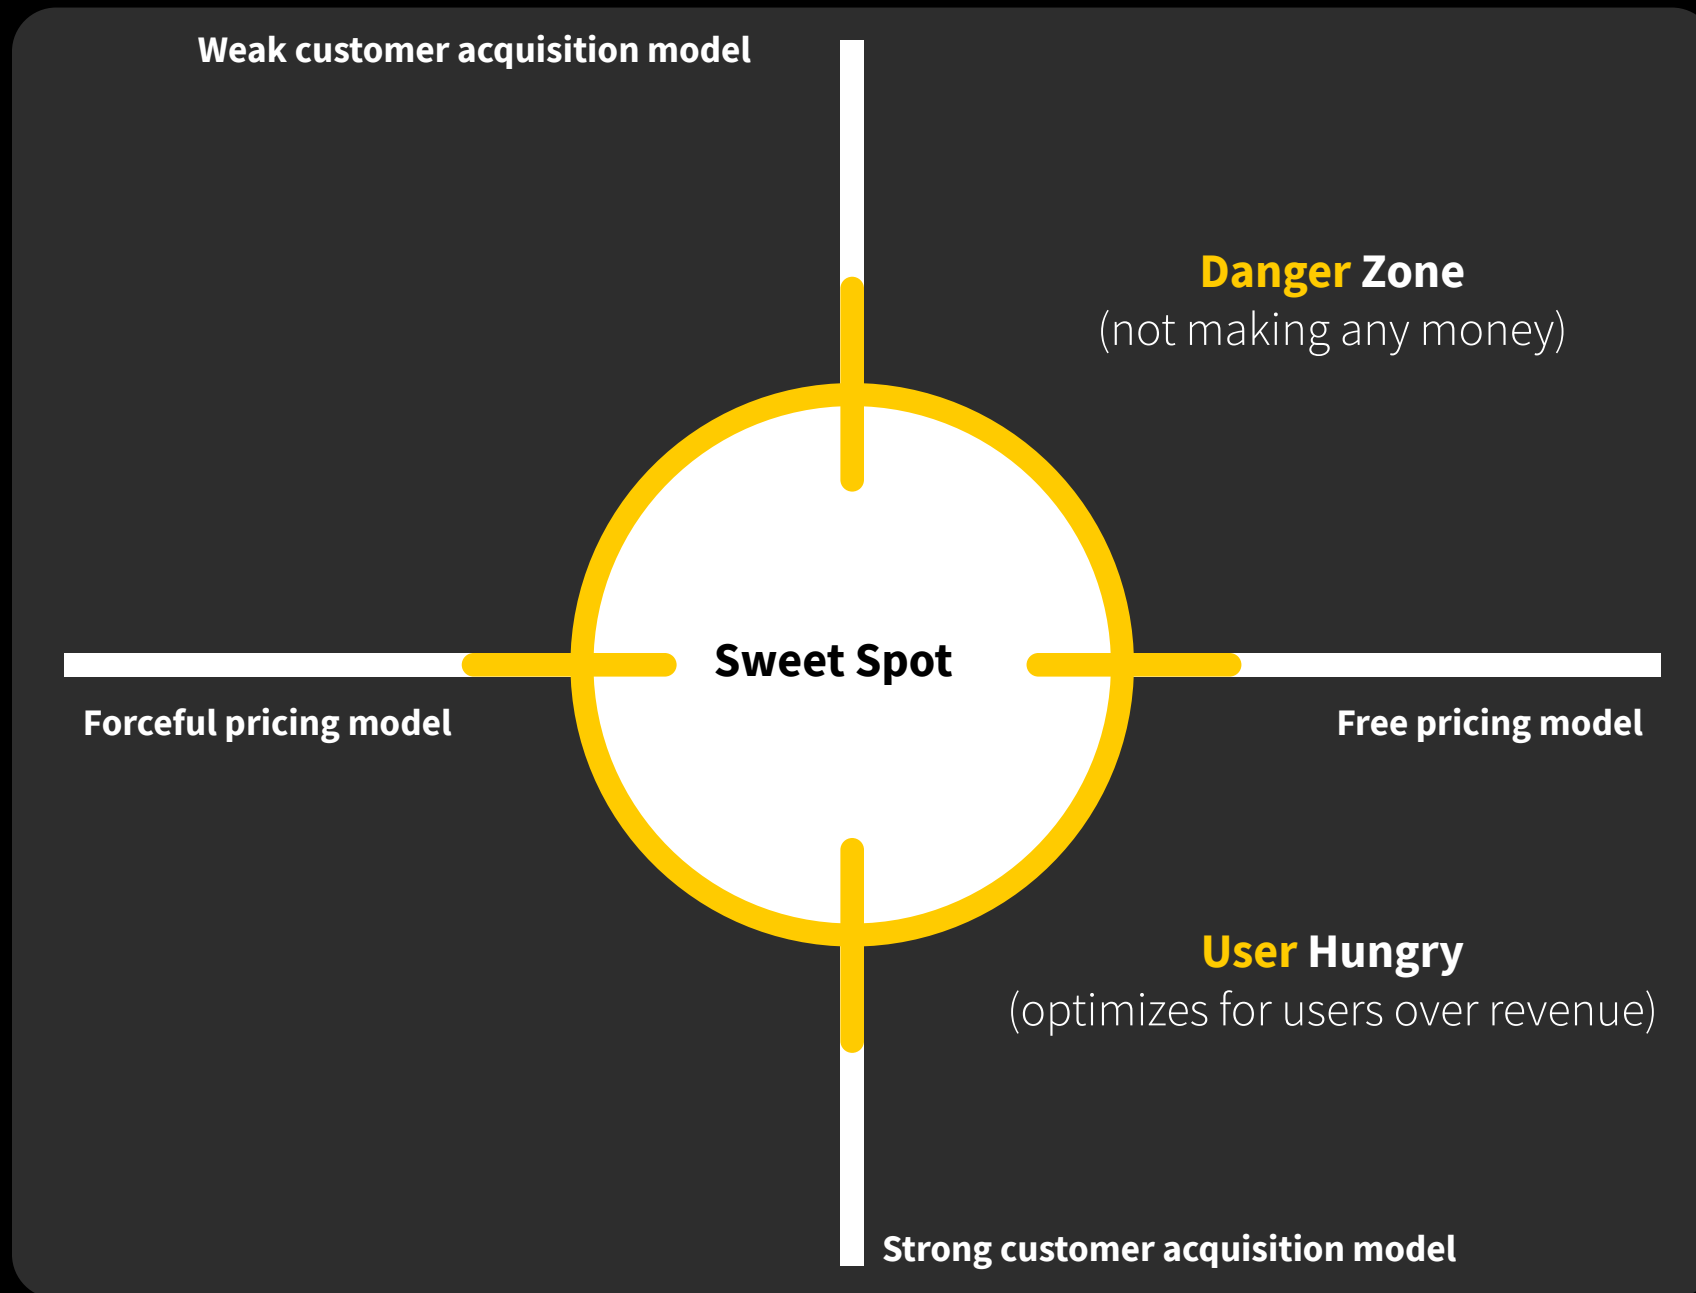 Weak customer acquisition model
Danger Zone
(not making any money)
Sweet Spot
Forceful pricing model
Free pricing model
User Hungry
(optimizes for users over revenue)
Strong customer acquisition model